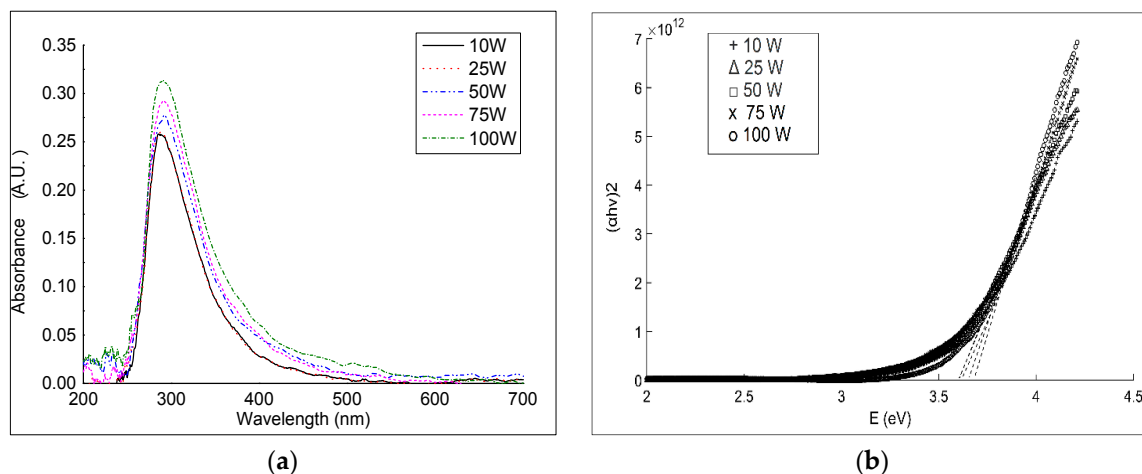 0.35
0.30
0.25
0.20
0.15
0.10
0.05
0.00
Absorbance (A.U.)
200 300 400 500 600 700
Wavelength (nm)
10W
25W
50W
75W
100W
(a)
×10¹²
7
6
5
4
3
2
1
0
(αhv)2
2 2.5 3 3.5 4 4.5
E (eV)
+ 10 W
Δ 25 W
□ 50 W
x 75 W
o 100 W
(b)